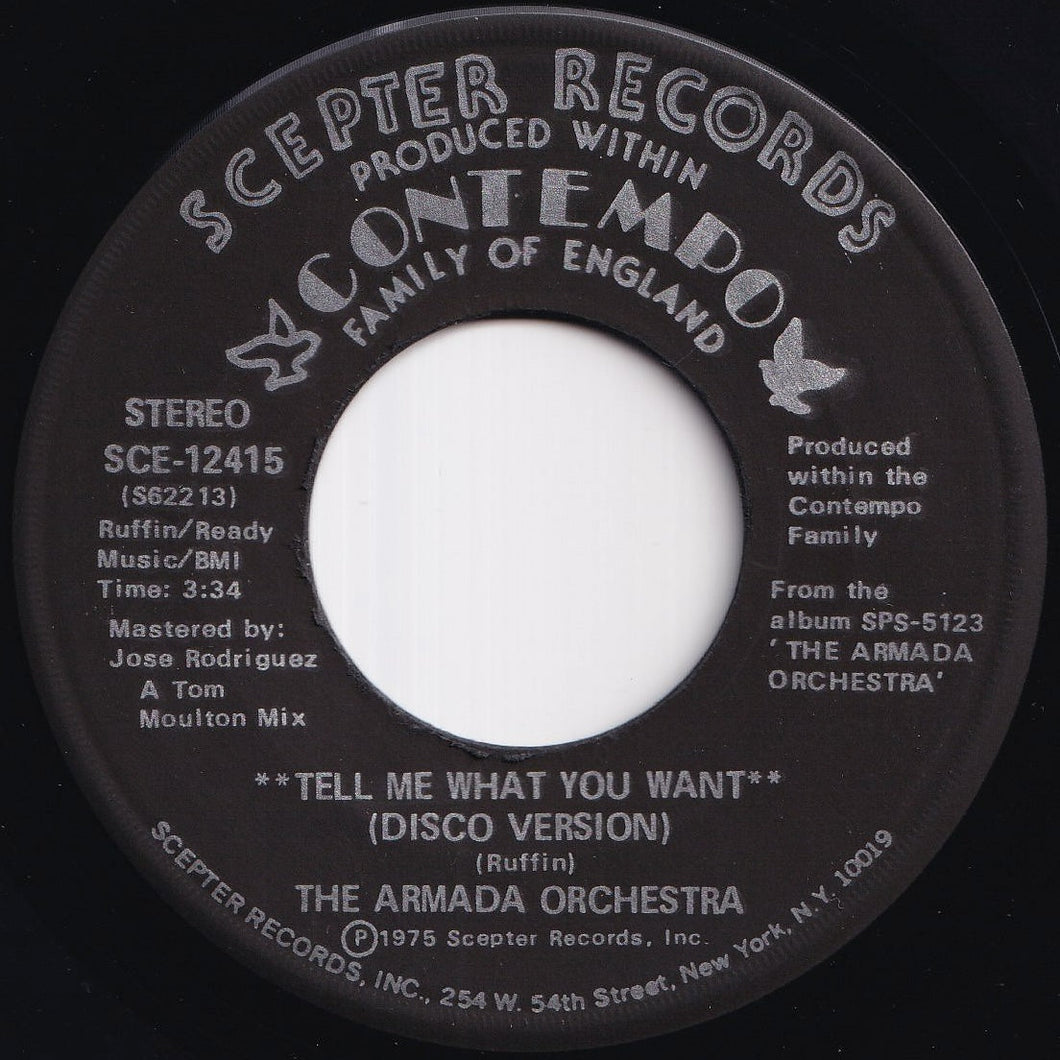 SCEPTER RECORDS
PRODUCED WITHIN
CONTEMPO
FAMILY OF ENGLAND
STEREO
SCE-12415
(S62213)
Ruffin/Ready
Music/BMI
Time: 3:34
Mastered by:
Jose Rodriguez
A Tom
Moulton Mix
Produced
within the
Contempo
Family
From the
album SPS-5123
'THE ARMADA
ORCHESTRA'
**TELL ME WHAT YOU WANT**
(DISCO VERSION)
(Ruffin)
THE ARMADA ORCHESTRA
Ⓟ1975 Scepter Records, Inc.
SCEPTER RECORDS, INC., 254 W. 54th Street, New York, N.Y. 10019